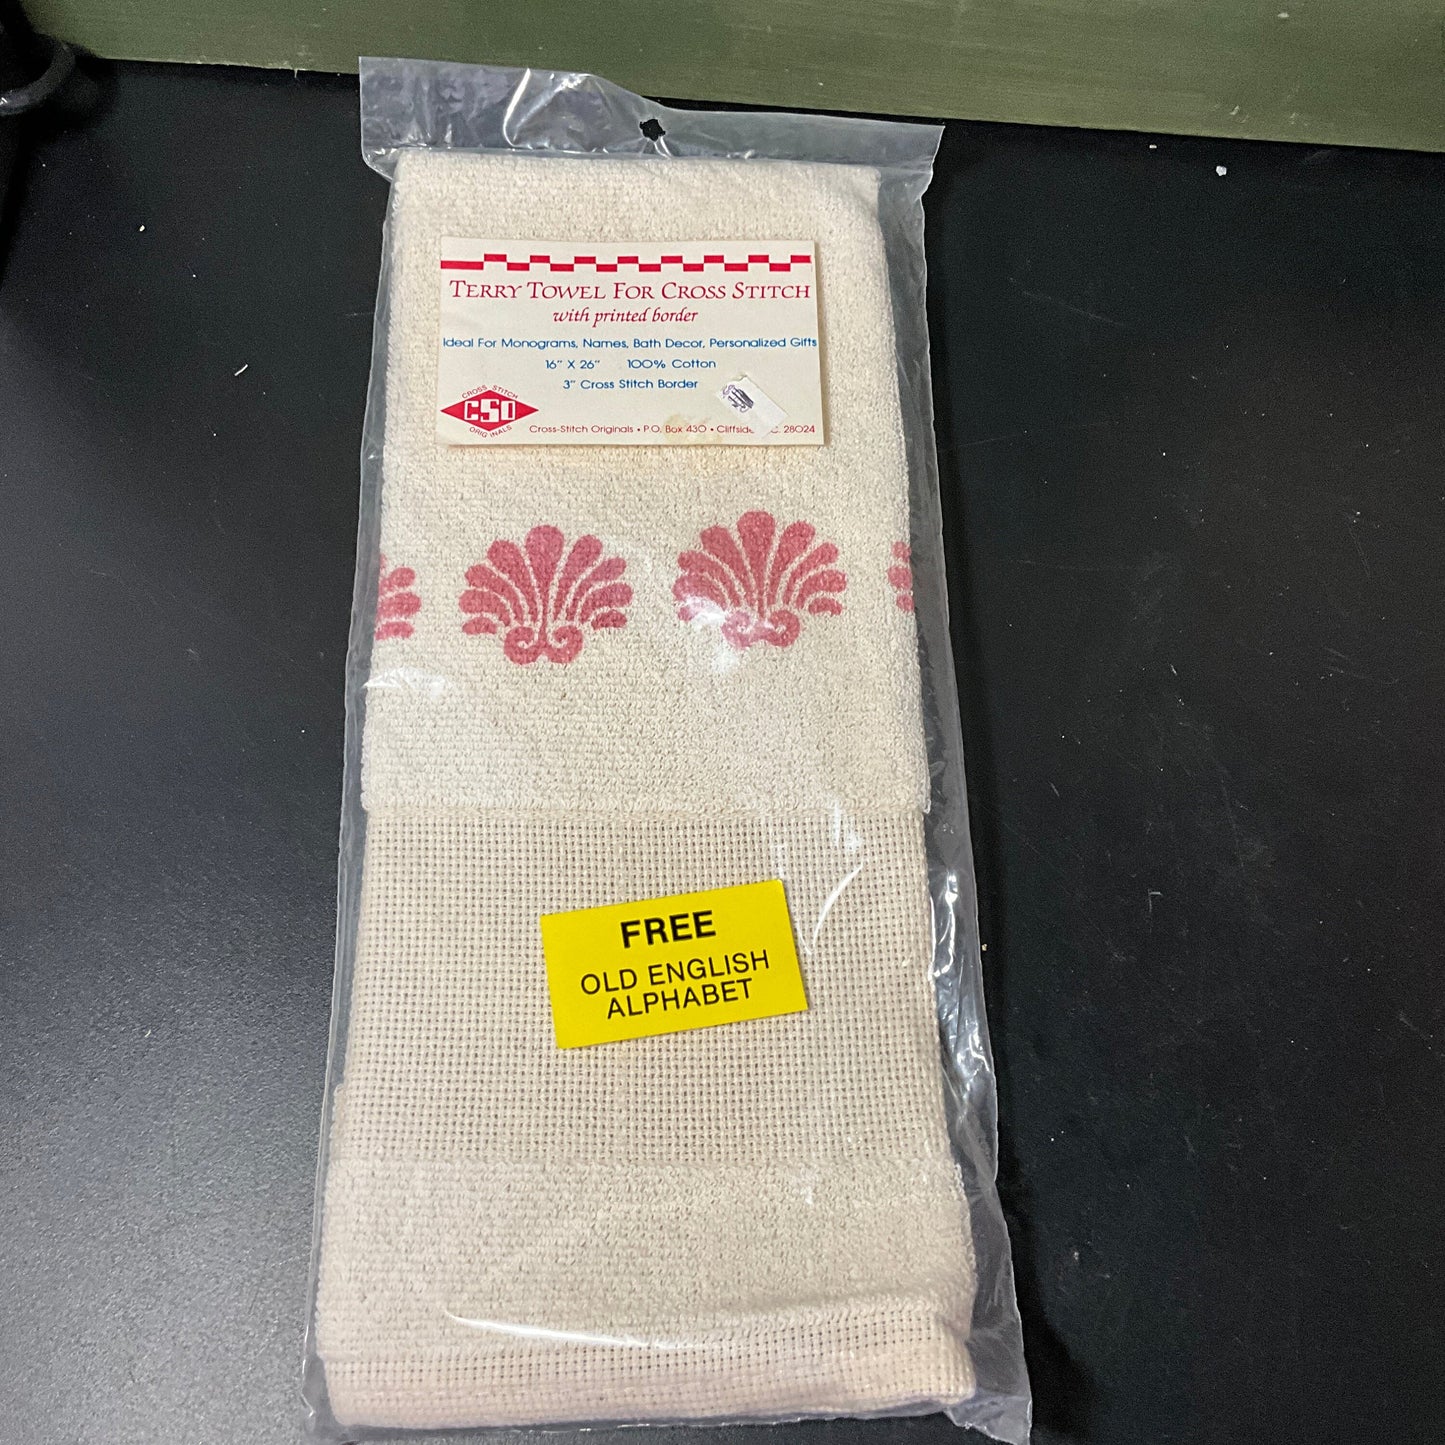 TERRY TOWEL FOR CROSS STITCH
with printed border
Ideal For Monograms, Names, Bath Decor, Personalized Gifts
16" X 26" 100% Cotton
3" Cross Stitch Border
CROSS STITCH
CSO
ORIGINALS
Cross-Stitch Originals • P.O. Box 430 • 28024
FREE
OLD ENGLISH
ALPHABET